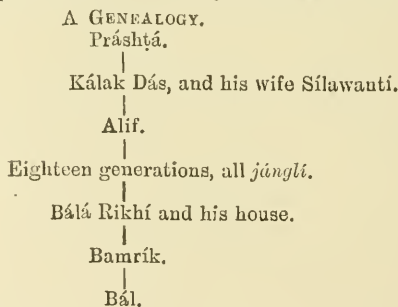 A GENEALOGY.
Práshṭá.
Kálak Dás, and his wife Sílawantí.
Alif.
Eighteen generations, all jánglí.
Bálá Rikhí and his house.
Bamrík.
Bál.